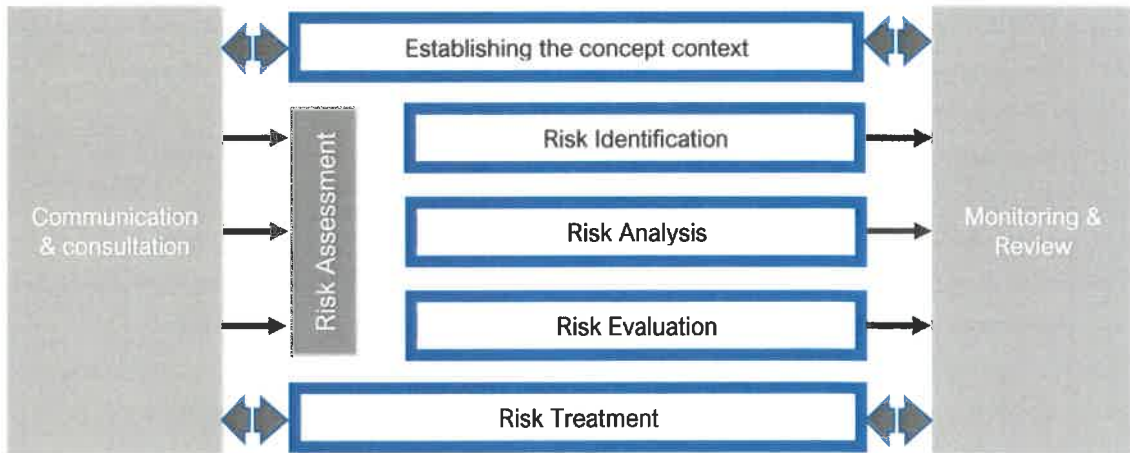 Establishing the concept context
Communication
& consultation
Risk Assessment
Risk Identification
Risk Analysis
Risk Evaluation
Monitoring &
Review
Risk Treatment